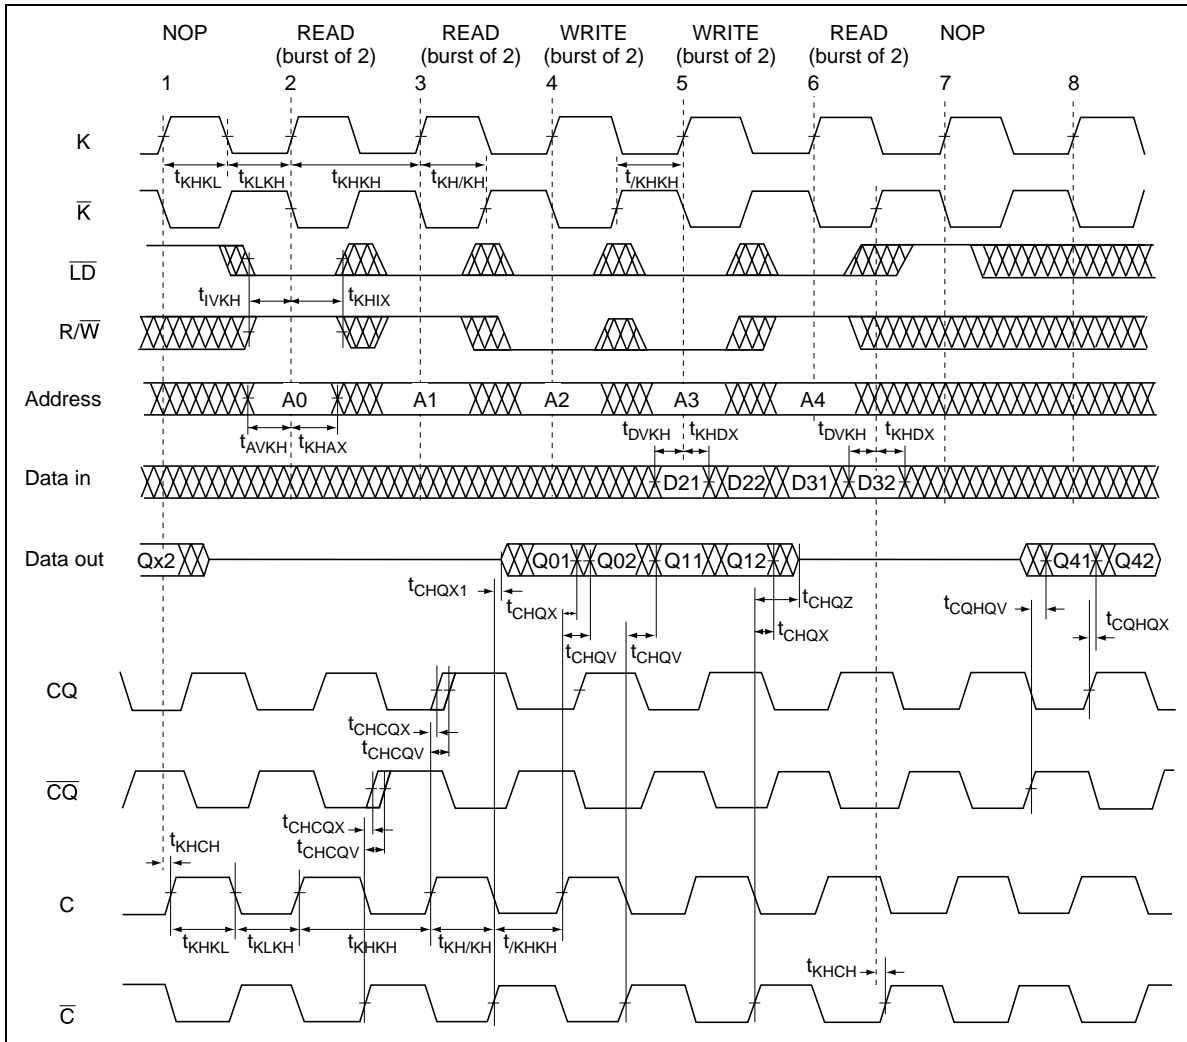 NOP READ READ WRITE WRITE READ NOP
(burst of 2) (burst of 2) (burst of 2) (burst of 2) (burst of 2)
1 2 3 4 5 6 7 8
K
tKHKL tKLKH tKHKH tKH/KH t/KHKH
K̅
L̅D̅
tIVKH tKHIX
R/W̅
Address A0 A1 A2 A3 A4
tAVKH tKHAX tDVKH tKHDX tDVKH tKHDX
Data in D21 D22 D31 D32
Data out Qx2 Q01 Q02 Q11 Q12 Q41 Q42
tCHQX1 tCHQX tCHQZ tCQHQV
tCHQV tCHQV tCHQX tCQHQX
CQ
tCHCQX
tCHCQV
C̅Q̅
tCHCQX
tCHCQV
tKHCH
C
tKHKL tKLKH tKHKH tKH/KH t/KHKH
tKHCH
C̅